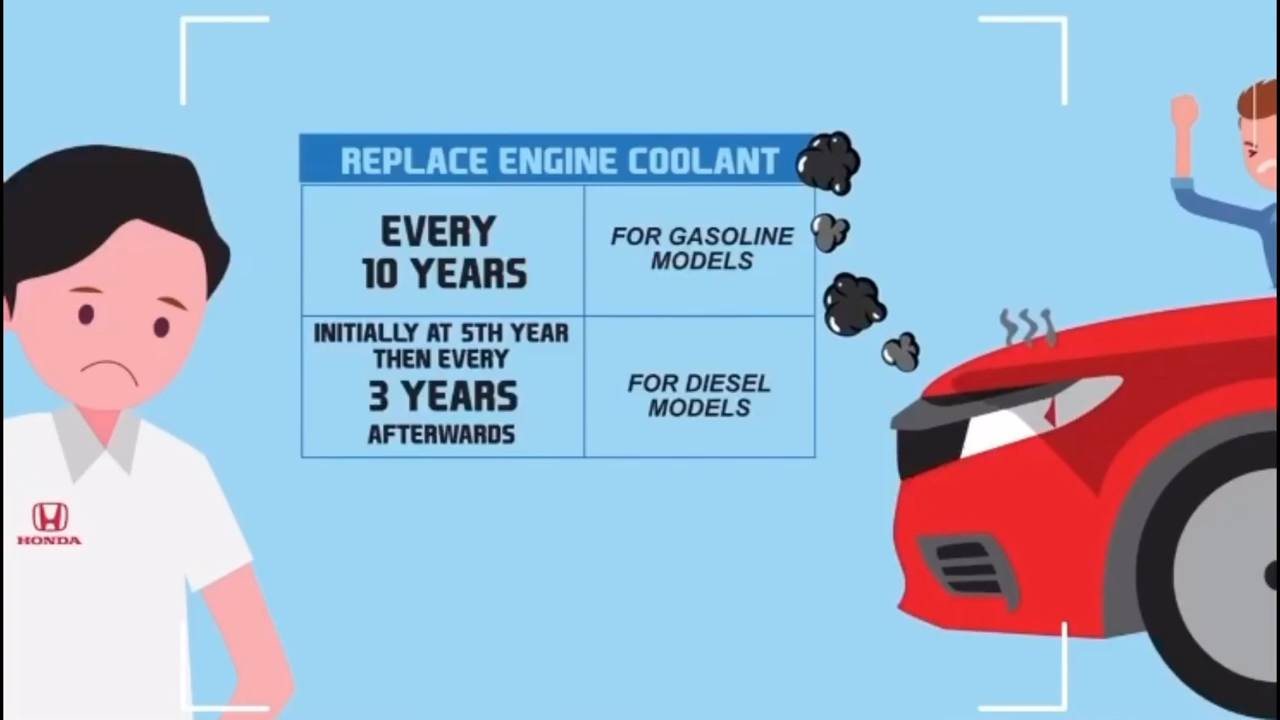 REPLACE ENGINE COOLANT
EVERY
10 YEARS
FOR GASOLINE
MODELS
INITIALLY AT 5TH YEAR
THEN EVERY
3 YEARS
AFTERWARDS
FOR DIESEL
MODELS
HONDA